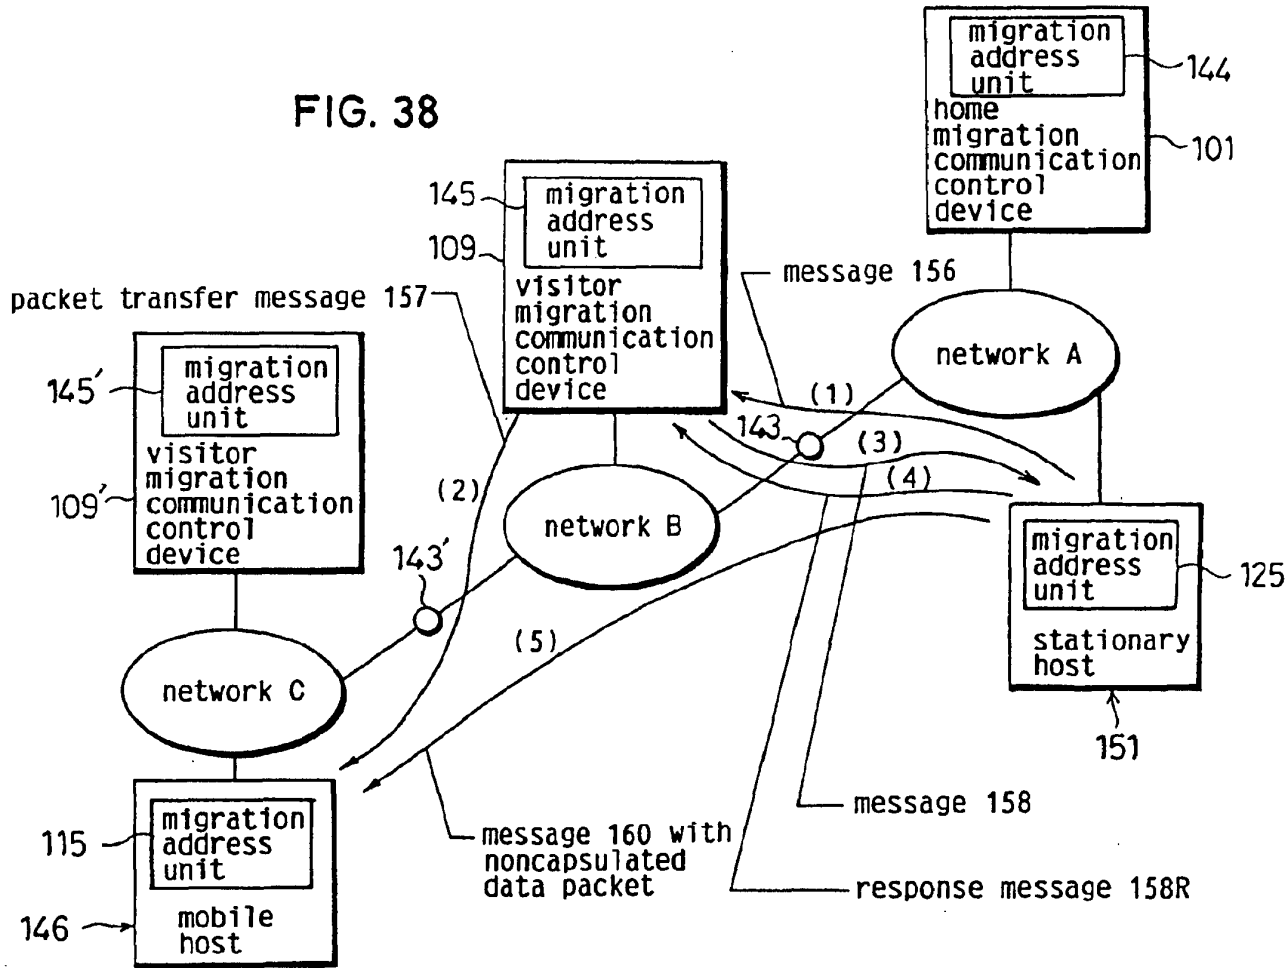 FIG. 38
migration
address
unit
144
home
migration
communication
control
device
101
145
migration
address
unit
109
visitor
migration
communication
control
device
message 156
packet transfer message 157
network A
145′
migration
address
unit
visitor
migration
communication
control
device
109′
(1)
143
(3)
(4)
(2)
network B
143′
migration
address
unit
125
stationary
host
151
(5)
network C
message 158
115
migration
address
unit
mobile
host
146
message 160 with
noncapsulated
data packet
response message 158R